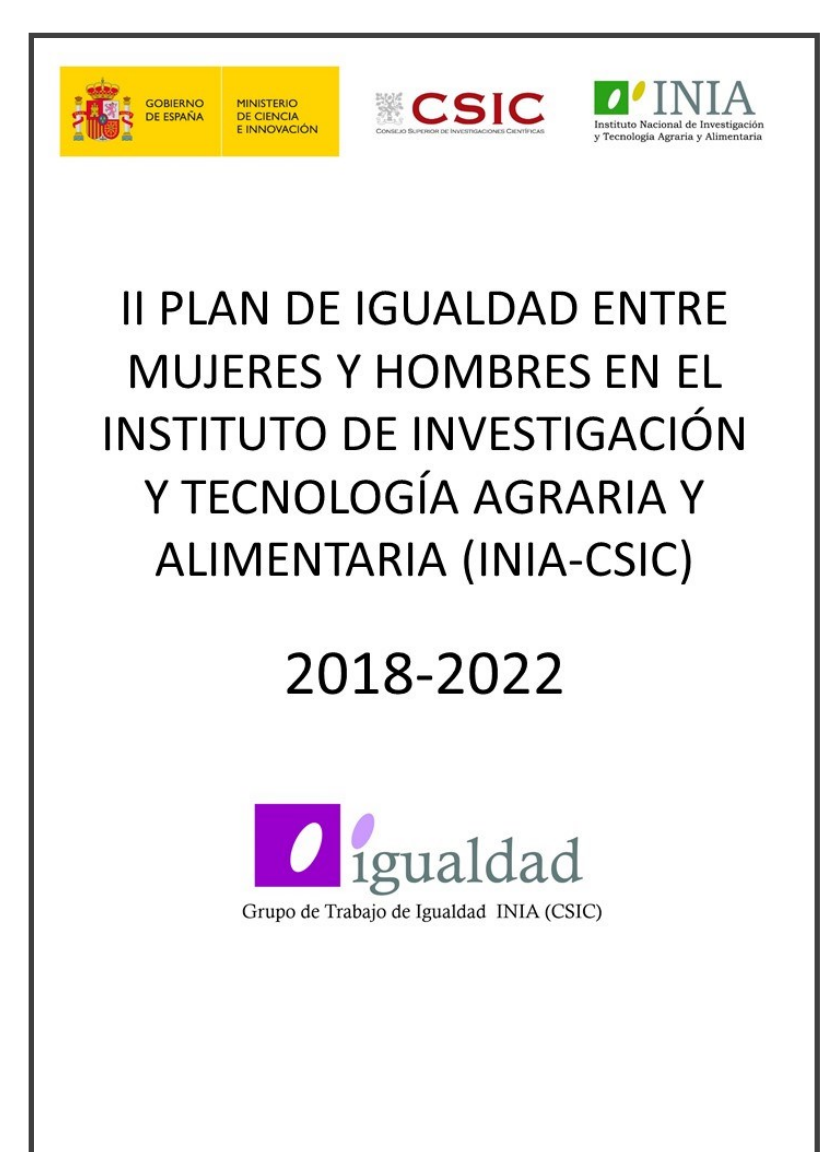 GOBIERNO
DE ESPAÑA
MINISTERIO
DE CIENCIA
E INNOVACIÓN
CSIC
CONSEJO SUPERIOR DE INVESTIGACIONES CIENTÍFICAS
INIA
Instituto Nacional de Investigación
y Tecnología Agraria y Alimentaria
II PLAN DE IGUALDAD ENTRE
MUJERES Y HOMBRES EN EL
INSTITUTO DE INVESTIGACIÓN
Y TECNOLOGÍA AGRARIA Y
ALIMENTARIA (INIA-CSIC)
2018-2022
igualdad
Grupo de Trabajo de Igualdad INIA (CSIC)